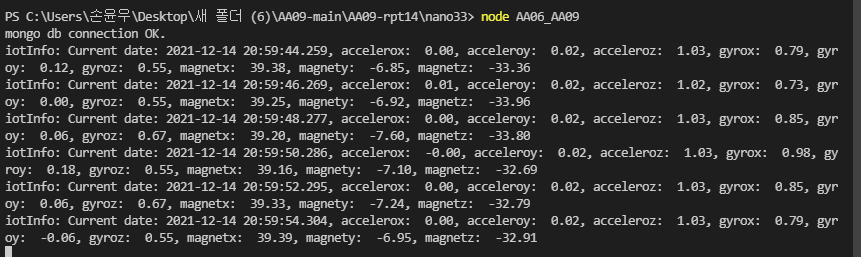 PS C:\Users\손윤우\Desktop\새 폴더 (6)\AA09-main\AA09-rpt14\nano33> node AA06_AA09
mongo db connection OK.
iotInfo: Current date: 2021-12-14 20:59:44.259, accelerox:  0.00, acceleroy:  0.02, acceleroz:  1.03, gyrox:  0.79, gyr
oy:  0.12, gyroz:  0.55, magnetx:  39.38, magnety:  -6.85, magnetz:  -33.36
iotInfo: Current date: 2021-12-14 20:59:46.269, accelerox:  0.01, acceleroy:  0.02, acceleroz:  1.02, gyrox:  0.73, gyr
oy:  0.00, gyroz:  0.55, magnetx:  39.25, magnety:  -6.92, magnetz:  -33.96
iotInfo: Current date: 2021-12-14 20:59:48.277, accelerox:  0.00, acceleroy:  0.02, acceleroz:  1.03, gyrox:  0.85, gyr
oy:  0.06, gyroz:  0.67, magnetx:  39.20, magnety:  -7.60, magnetz:  -33.80
iotInfo: Current date: 2021-12-14 20:59:50.286, accelerox:  -0.00, acceleroy:  0.02, acceleroz:  1.03, gyrox:  0.98, gy
roy:  0.18, gyroz:  0.55, magnetx:  39.16, magnety:  -7.10, magnetz:  -32.69
iotInfo: Current date: 2021-12-14 20:59:52.295, accelerox:  0.00, acceleroy:  0.02, acceleroz:  1.03, gyrox:  0.85, gyr
oy:  0.06, gyroz:  0.67, magnetx:  39.33, magnety:  -7.24, magnetz:  -32.79
iotInfo: Current date: 2021-12-14 20:59:54.304, accelerox:  0.00, acceleroy:  0.02, acceleroz:  1.03, gyrox:  0.79, gyr
oy:  -0.06, gyroz:  0.55, magnetx:  39.39, magnety:  -6.95, magnetz:  -32.91